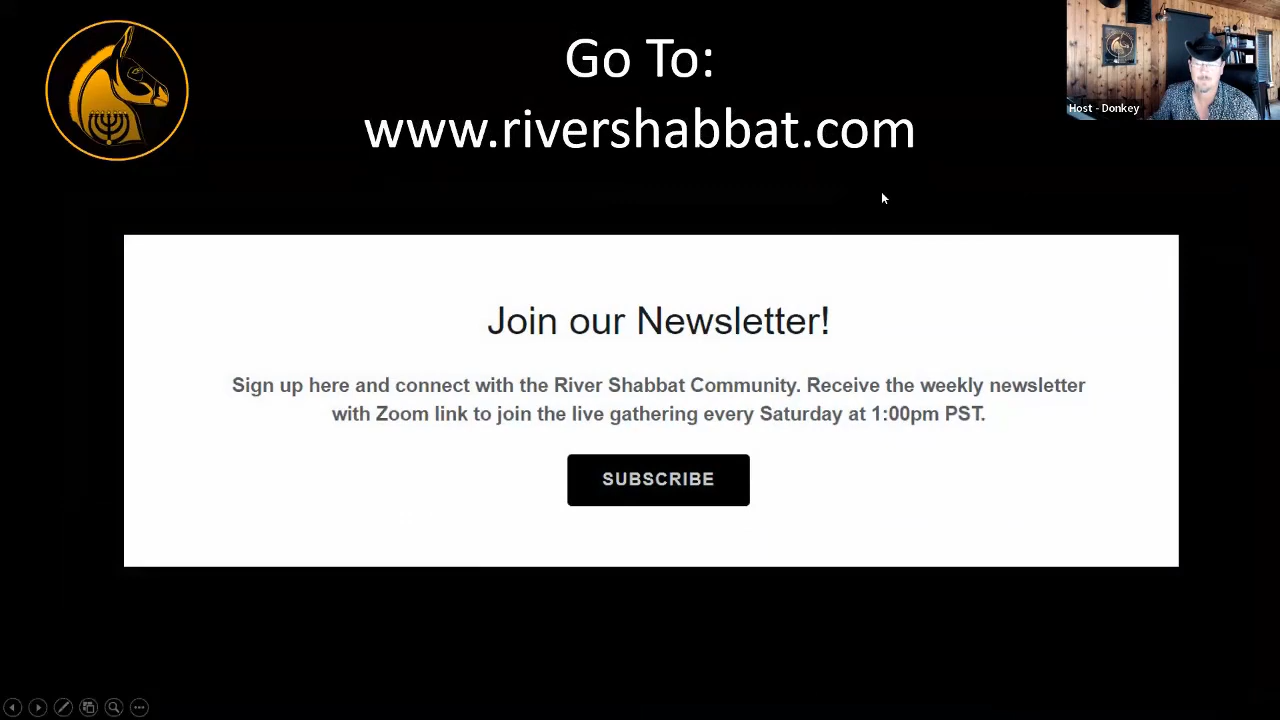 Go To:
www.rivershabbat.com
Host - Donkey
Join our Newsletter!
Sign up here and connect with the River Shabbat Community. Receive the weekly newsletter
with Zoom link to join the live gathering every Saturday at 1:00pm PST.
SUBSCRIBE